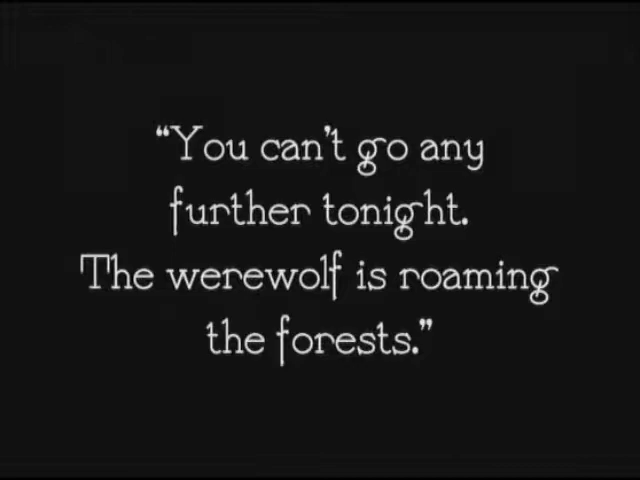 “You can’t go any
further tonight.
The werewolf is roaming
the forests.”